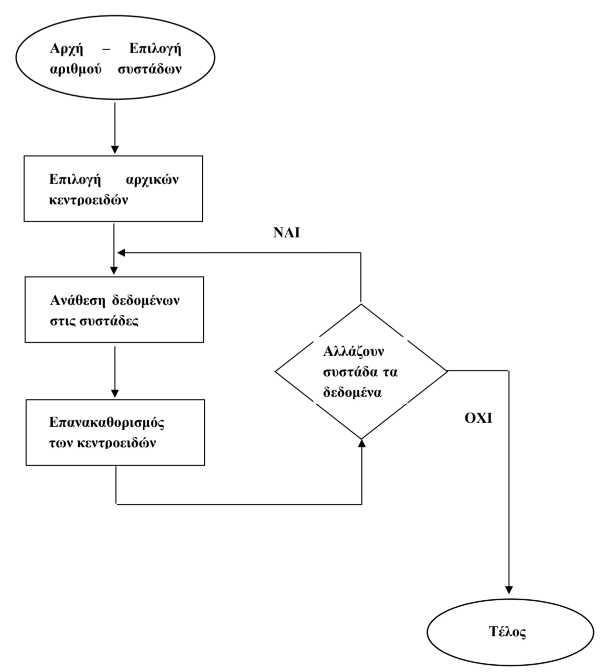 Αρχή – Επιλογή
αριθμού συστάδων
Επιλογή αρχικών
κεντροειδών
ΝΑΙ
Ανάθεση δεδομένων
στις συστάδες
Αλλάζουν
συστάδα τα
δεδομένα
Επανακαθορισμός
των κεντροειδών
ΟΧΙ
Τέλος